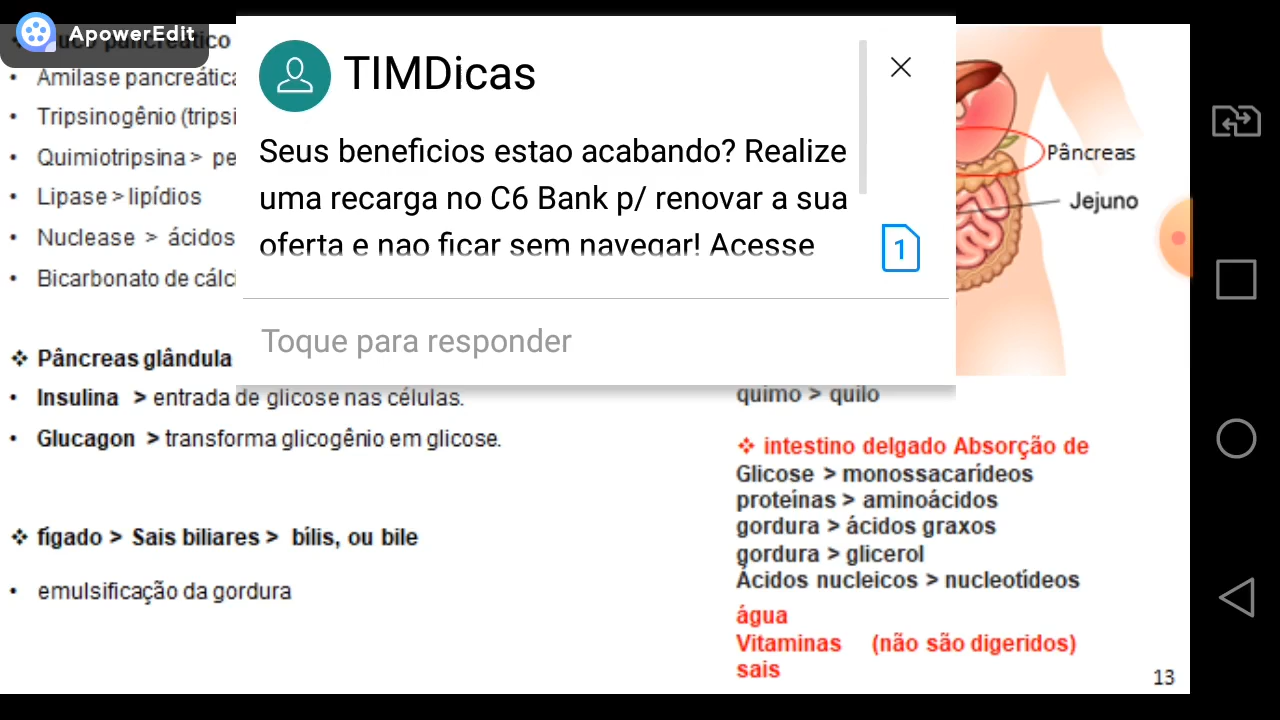 ApowerEdit
pancreático
Amilase pancreática
Tripsinogênio (tripsi
Quimiotripsina > pe
Lipase > lipídios
Nuclease > ácidos
Bicarbonato de cálci
TIMDicas
Seus beneficios estao acabando? Realize
uma recarga no C6 Bank p/ renovar a sua
oferta e nao ficar sem navegar! Acesse
1
Toque para responder
Pâncreas
Jejuno
❖ Pâncreas glândula
• Insulina > entrada de glicose nas células.
• Glucagon > transforma glicogênio em glicose.
❖ fígado > Sais biliares > bílis, ou bile
• emulsificação da gordura
quimo > quilo
❖ intestino delgado Absorção de
Glicose > monossacarídeos
proteínas > aminoácidos
gordura > ácidos graxos
gordura > glicerol
Ácidos nucleicos > nucleotídeos
água
Vitaminas (não são digeridos)
sais
13